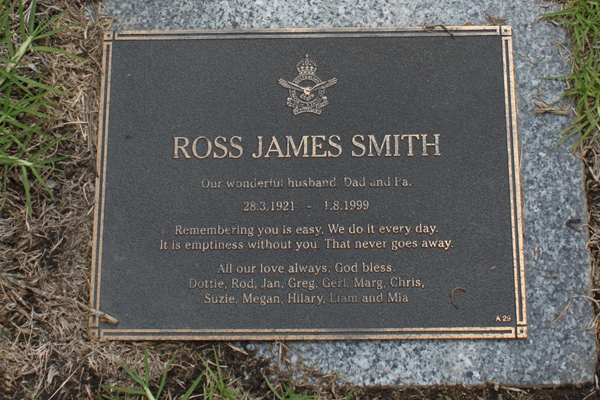 ROSS JAMES SMITH
Our wonderful husband, Dad and Pa.
28.3.1921 - 1.8.1999
Remembering you is easy, We do it every day.
It is emptiness without you. That never goes away.
All our love always, God bless.
Dottie, Rod, Jan, Greg, Geri, Marg, Chris,
Suzie, Megan, Hilary, Liam and Mia
A 29